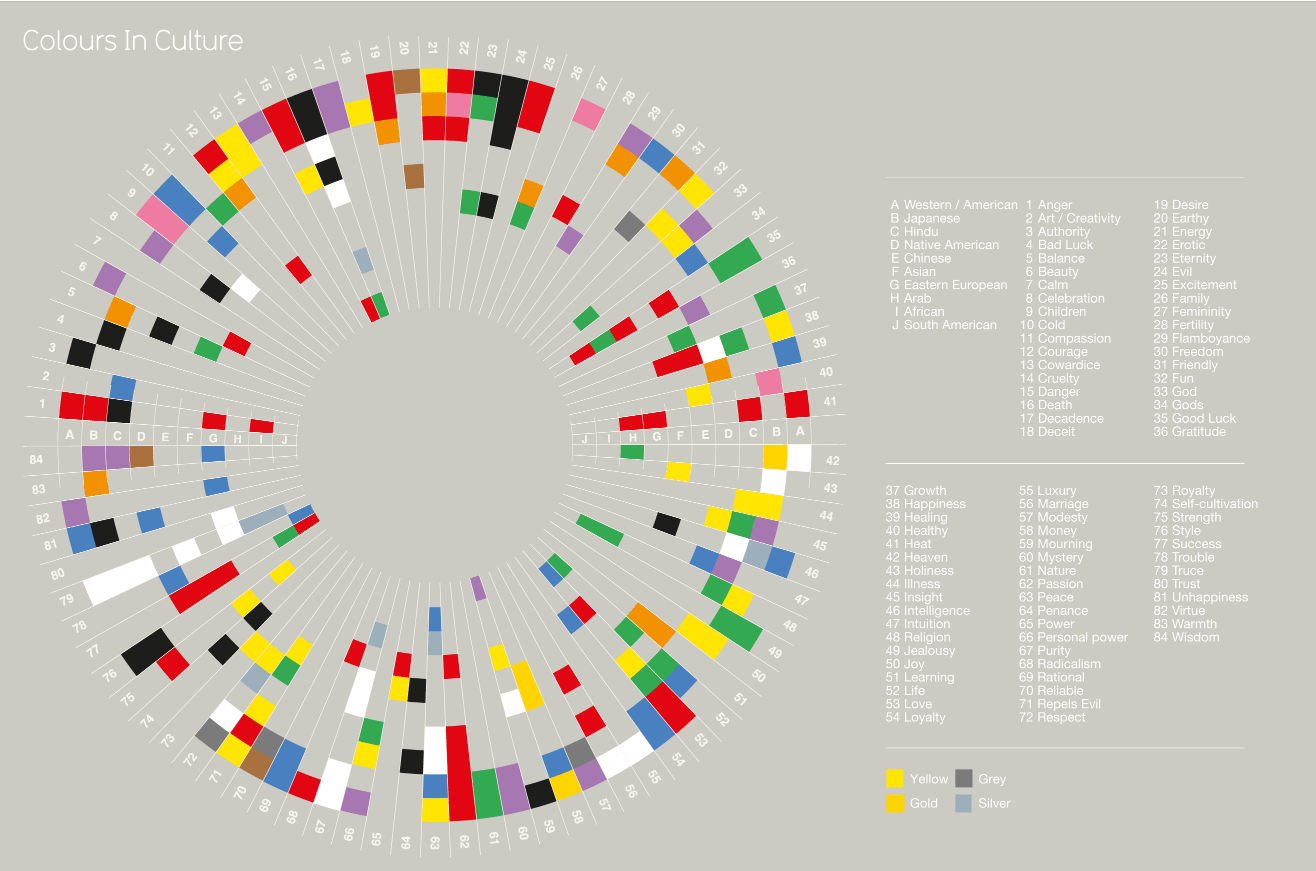 Colours In Culture
1
2
3
4
5
6
7
8
9
10
11
12
13
14
15
16
17
18
19
20
21
22
23
24
25
26
27
28
29
30
31
32
33
34
35
36
37
38
39
40
41
42
43
44
45
46
47
48
49
50
51
52
53
54
55
56
57
58
59
60
61
62
63
64
65
66
67
68
69
70
71
72
73
74
75
76
77
78
79
80
81
82
83
84
A B C D E F G H I J
J I H G F E D C B A
A Western / American
B Japanese
C Hindu
D Native American
E Chinese
F Asian
G Eastern European
H Arab
I African
J South American
1 Anger
2 Art / Creativity
3 Authority
4 Bad Luck
5 Balance
6 Beauty
7 Calm
8 Celebration
9 Children
10 Cold
11 Compassion
12 Courage
13 Cowardice
14 Cruelty
15 Danger
16 Death
17 Decadence
18 Deceit
19 Desire
20 Earthy
21 Energy
22 Erotic
23 Eternity
24 Evil
25 Excitement
26 Family
27 Femininity
28 Fertility
29 Flamboyance
30 Freedom
31 Friendly
32 Fun
33 God
34 Gods
35 Good Luck
36 Gratitude
37 Growth
38 Happiness
39 Healing
40 Healthy
41 Heat
42 Heaven
43 Holiness
44 Illness
45 Insight
46 Intelligence
47 Intuition
48 Religion
49 Jealousy
50 Joy
51 Learning
52 Life
53 Love
54 Loyalty
55 Luxury
56 Marriage
57 Modesty
58 Money
59 Mourning
60 Mystery
61 Nature
62 Passion
63 Peace
64 Penance
65 Power
66 Personal power
67 Purity
68 Radicalism
69 Rational
70 Reliable
71 Repels Evil
72 Respect
73 Royalty
74 Self-cultivation
75 Strength
76 Style
77 Success
78 Trouble
79 Truce
80 Trust
81 Unhappiness
82 Virtue
83 Warmth
84 Wisdom
Yellow
Grey
Gold
Silver